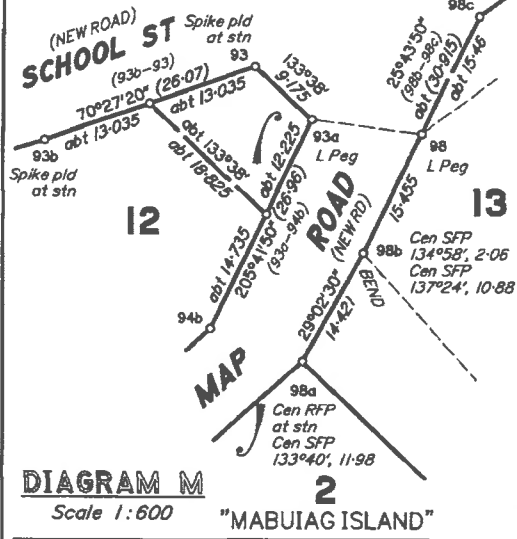 98c
(NEW ROAD)
SCHOOL ST
Spike pld
at stn
93
(93b-93)
70°27'20" (26·07)
abt 13·035
abt 13·035
93b
Spike pld
at stn
133°38'
9·175
93a
L Peg
abt 133°38'
abt 18·825
abt 12·225
205°41'50" (26·96)
(93a-94b)
abt 14·735
94b
12
25°43'50"
(98b-98c)
abt (30·915)
abt 15·46
98
L Peg
15·455
13
ROAD
(NEW RD)
98b
Cen SFP
134°58', 2·06
Cen SFP
137°24', 10·88
BEND
29°02'30"
14·421
MAP
98a
Cen RFP
at stn
Cen SFP
133°40', 11·98
DIAGRAM M
Scale 1:600
2
"MABUIAG ISLAND"